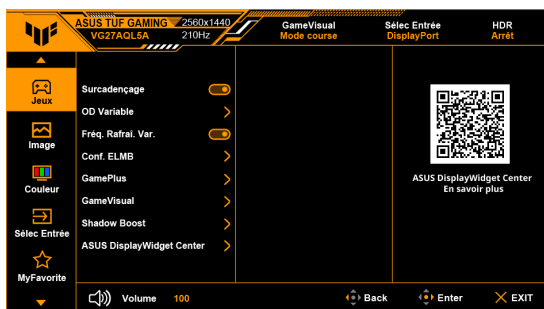 ASUS TUF GAMING 2560x1440
VG27AQL5A 210Hz
GameVisual
Mode course
Sélec Entrée
DisplayPort
HDR
Arrêt
Jeux
Image
Couleur
Sélec Entrée
MyFavorite
Surcadençage
OD Variable
Fréq. Rafraî. Var.
Conf. ELMB
GamePlus
GameVisual
Shadow Boost
ASUS DisplayWidget Center
ASUS DisplayWidget Center
En savoir plus
Volume 100
Back
Enter
EXIT